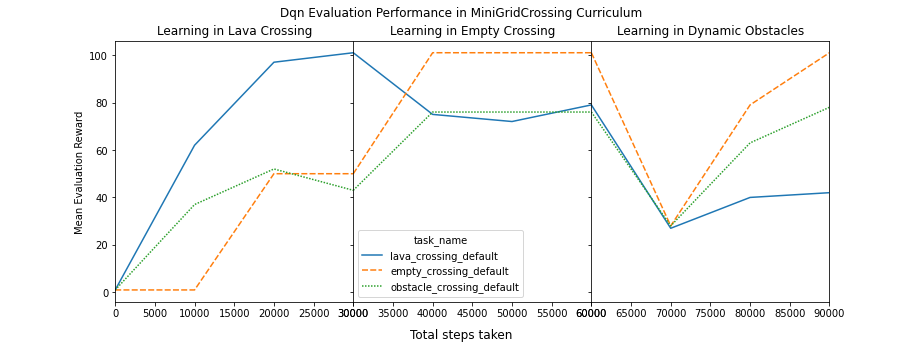 Dqn Evaluation Performance in MiniGridCrossing Curriculum
Learning in Lava Crossing
Learning in Empty Crossing
Learning in Dynamic Obstacles
Mean Evaluation Reward
100
80
60
40
20
0
task_name
lava_crossing_default
empty_crossing_default
obstacle_crossing_default
0 5000 10000 15000 20000 25000 30000
30000 35000 40000 45000 50000 55000 60000
60000 65000 70000 75000 80000 85000 90000
Total steps taken